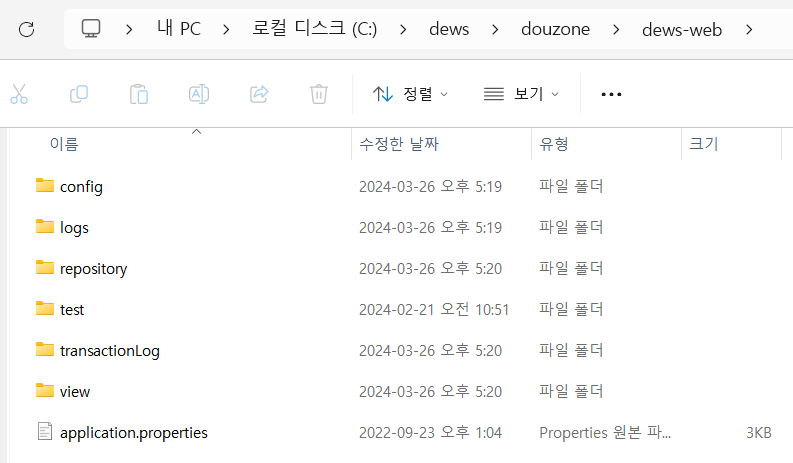 내 PC > 로컬 디스크 (C:) > dews > douzone > dews-web >
정렬 보기
이름 수정한 날짜 유형 크기
config 2024-03-26 오후 5:19 파일 폴더
logs 2024-03-26 오후 5:19 파일 폴더
repository 2024-03-26 오후 5:20 파일 폴더
test 2024-02-21 오전 10:51 파일 폴더
transactionLog 2024-03-26 오후 5:20 파일 폴더
view 2024-03-26 오후 5:20 파일 폴더
application.properties 2022-09-23 오후 1:04 Properties 원본 파... 3KB